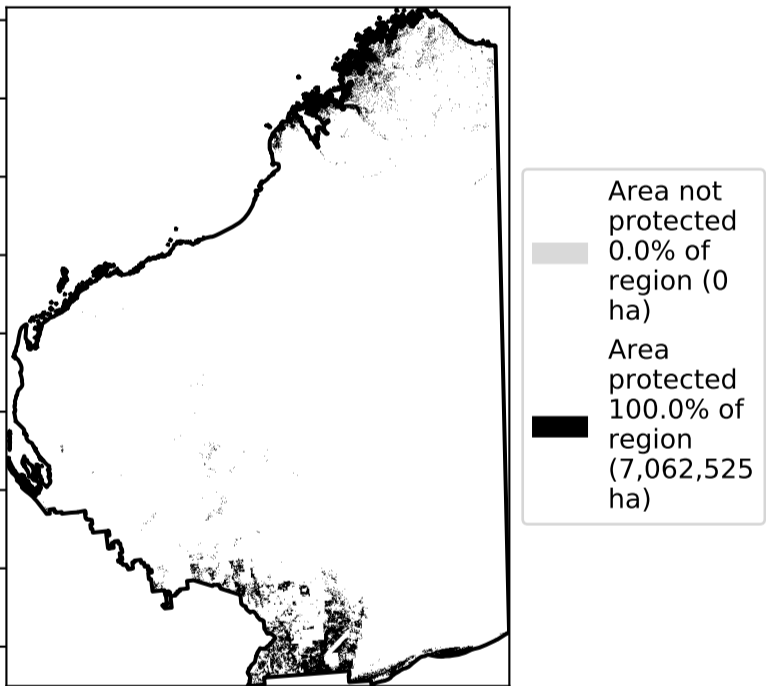 Area not
protected
0.0% of
region (0
ha)
Area
protected
100.0% of
region
(7,062,525
ha)